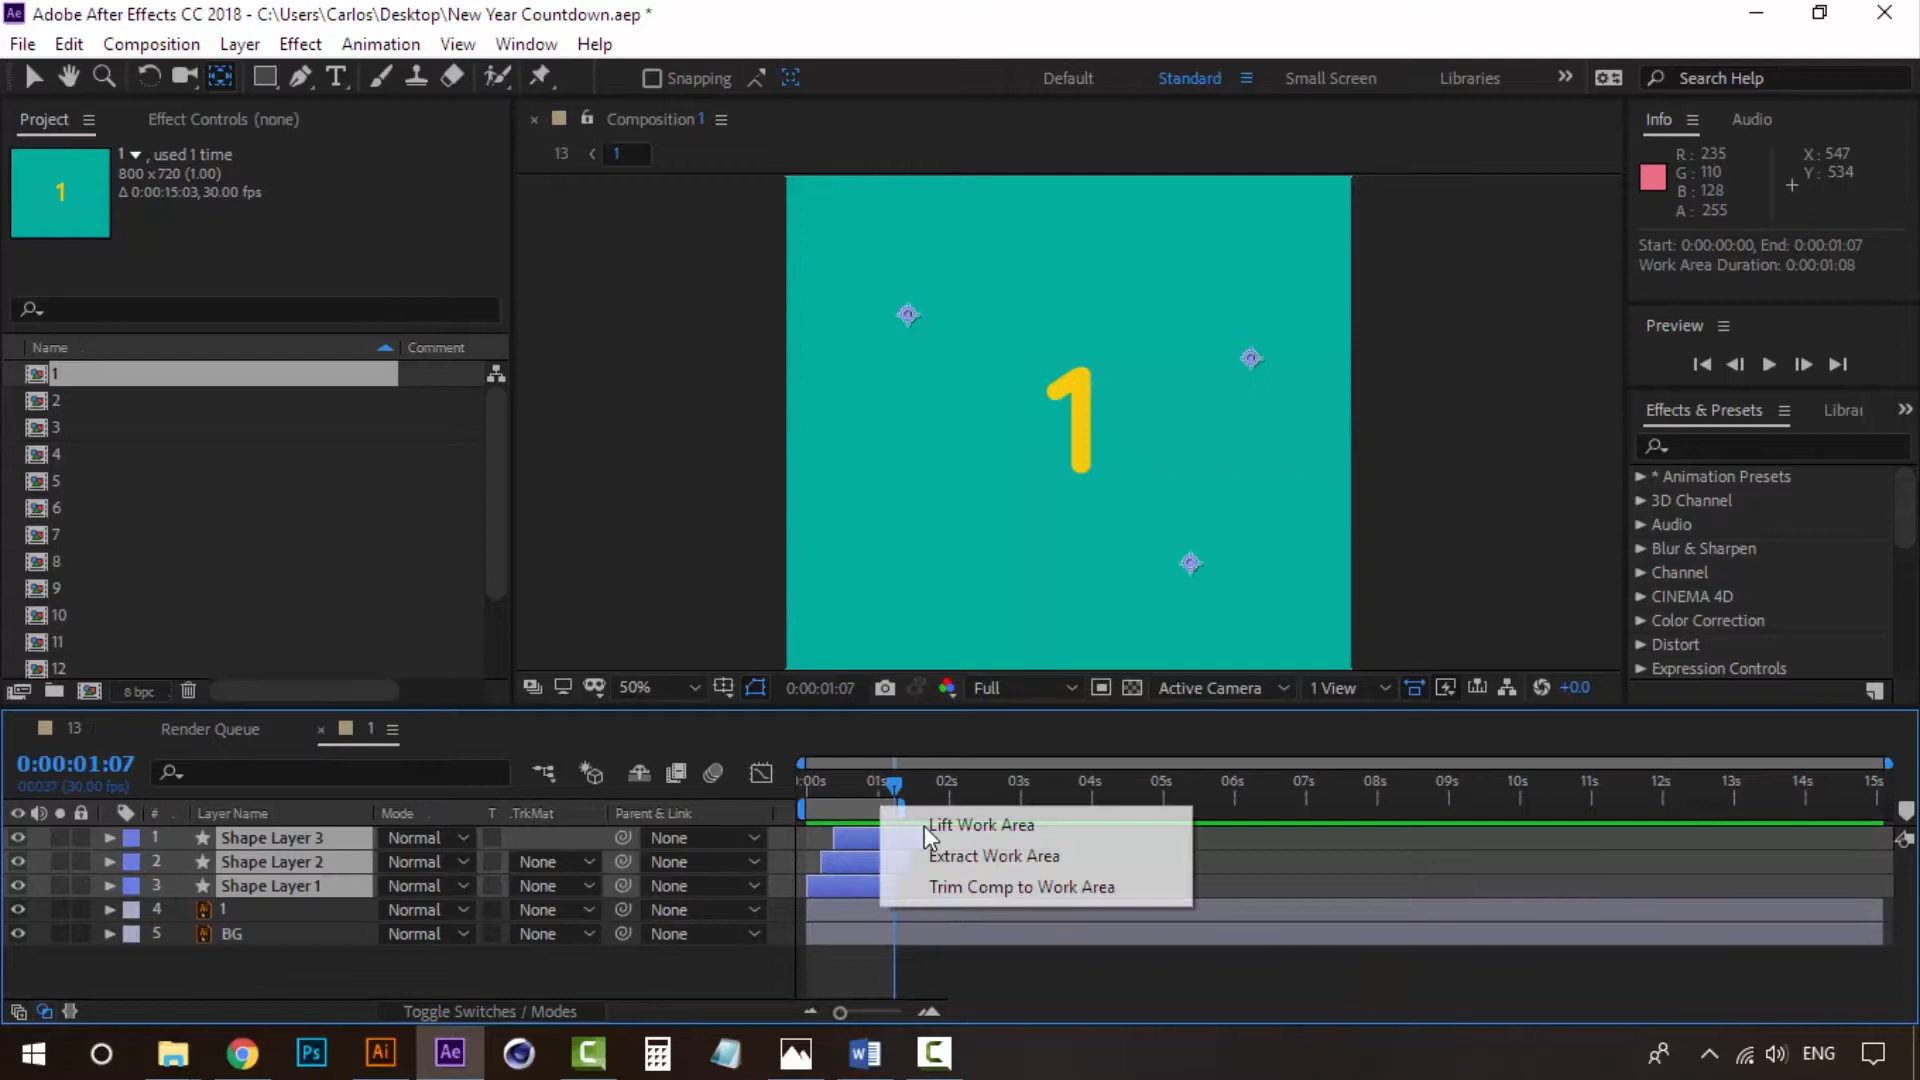 Ae Adobe After Effects CC 2018 - C:\Users\Carlos\Desktop\New Year Countdown.aep *
File Edit Composition Layer Effect Animation View Window Help
T Snapping Default Standard Small Screen Libraries Search Help
Project Effect Controls (none) Composition 1 Info Audio
1 , used 1 time
800 x 720 (1.00)
Δ 0:00:15:03, 30.00 fps
1
13 1
R: 235
G: 110
B: 128
A: 255
X: 547
Y: 534
Start: 0:00:00:00, End: 0:00:01:07
Work Area Duration: 0:00:01:08
Preview
Name Comment
1
2
3
4
5
6
7
8
9
10
11
12
1
Effects & Presets Librar
* Animation Presets
3D Channel
Audio
Blur & Sharpen
Channel
CINEMA 4D
Color Correction
Distort
Expression Controls
8 bpc
50% 0:00:01:07 Full Active Camera 1 View +0.0
13 Render Queue 1
0:00:01:07
00037 (30.00 fps)
:00s 01s 02s 03s 04s 05s 06s 07s 08s 09s 10s 11s 12s 13s 14s 15s
# Layer Name Mode T .TrkMat Parent & Link
1 Shape Layer 3 Normal None
2 Shape Layer 2 Normal None None
3 Shape Layer 1 Normal None None
4 1 Normal None None
5 BG Normal None None
Lift Work Area
Extract Work Area
Trim Comp to Work Area
Toggle Switches / Modes
Ps Ai Ae C W C ENG